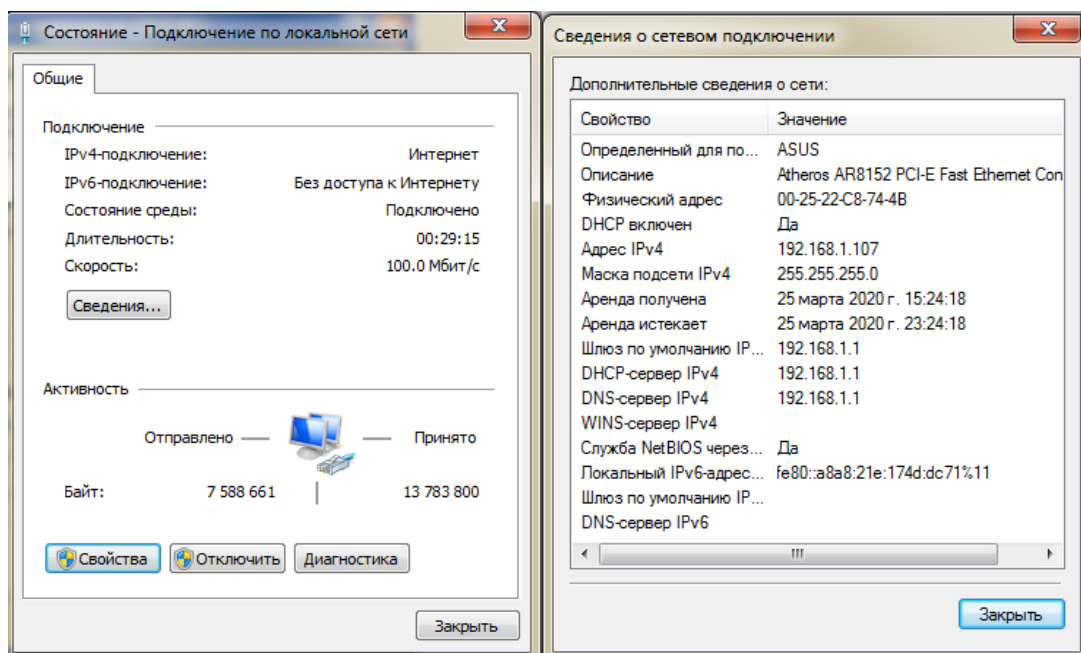 Состояние - Подключение по локальной сети
Общие
Подключение
IPv4-подключение: Интернет
IPv6-подключение: Без доступа к Интернету
Состояние среды: Подключено
Длительность: 00:29:15
Скорость: 100.0 Мбит/с
Сведения...
Активность
Отправлено — — Принято
Байт: 7 588 661 | 13 783 800
Свойства Отключить Диагностика
Закрыть
Сведения о сетевом подключении
Дополнительные сведения о сети:
Свойство Значение
Определенный для по... ASUS
Описание Atheros AR8152 PCI-E Fast Ethernet Con
Физический адрес 00-25-22-C8-74-4B
DHCP включен Да
Адрес IPv4 192.168.1.107
Маска подсети IPv4 255.255.255.0
Аренда получена 25 марта 2020 г. 15:24:18
Аренда истекает 25 марта 2020 г. 23:24:18
Шлюз по умолчанию IP... 192.168.1.1
DHCP-сервер IPv4 192.168.1.1
DNS-сервер IPv4 192.168.1.1
WINS-сервер IPv4
Служба NetBIOS через... Да
Локальный IPv6-адрес... fe80::a8a8:21e:174d:dc71%11
Шлюз по умолчанию IP...
DNS-сервер IPv6
Закрыть